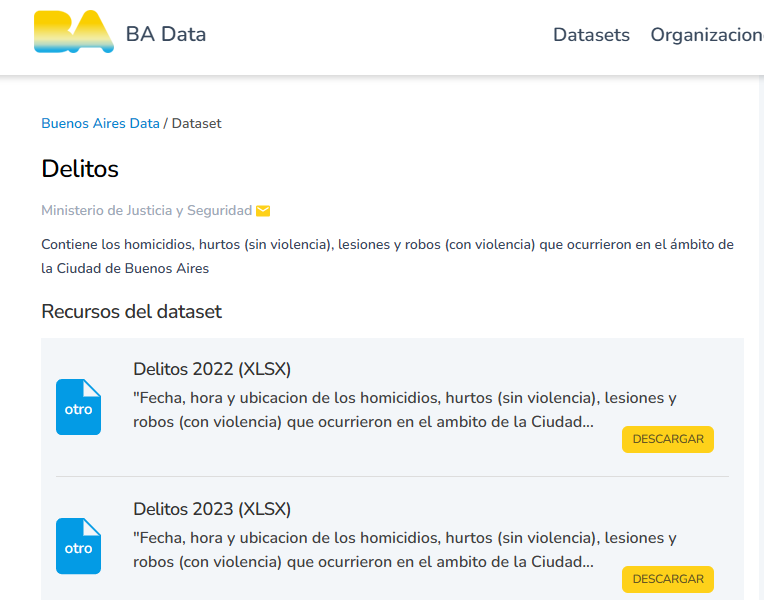 BA BA Data
Datasets Organizacion
Buenos Aires Data / Dataset
Delitos
Ministerio de Justicia y Seguridad
Contiene los homicidios, hurtos (sin violencia), lesiones y robos (con violencia) que ocurrieron en el ámbito de
la Ciudad de Buenos Aires
Recursos del dataset
otro
Delitos 2022 (XLSX)
"Fecha, hora y ubicacion de los homicidios, hurtos (sin violencia), lesiones y
robos (con violencia) que ocurrieron en el ambito de la Ciudad...
DESCARGAR
otro
Delitos 2023 (XLSX)
"Fecha, hora y ubicacion de los homicidios, hurtos (sin violencia), lesiones y
robos (con violencia) que ocurrieron en el ambito de la Ciudad...
DESCARGAR